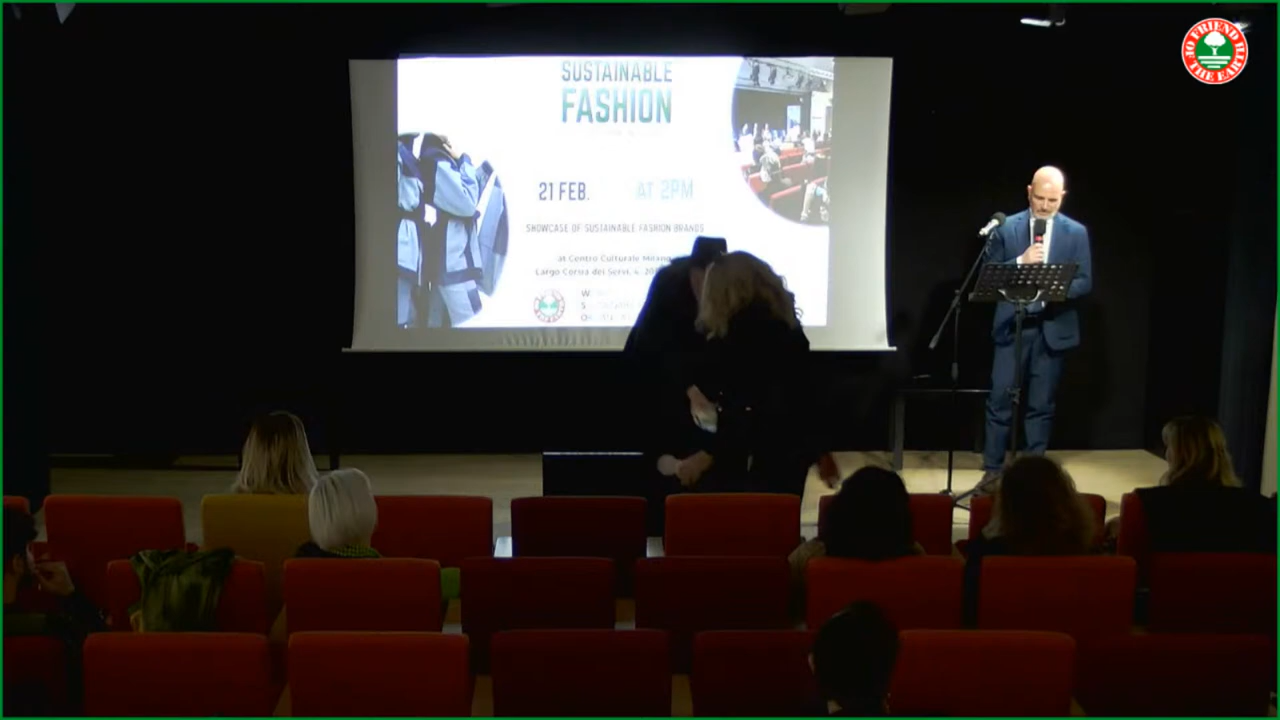 SUSTAINABLE
FASHION
21 FEB. AT 2PM
SHOWCASE OF SUSTAINABLE FASHION BRANDS
at Centro Culturale Milano
Largo Corsia dei Servi, 4, 20
W
S
O
FRIEND
OF THE EARTH